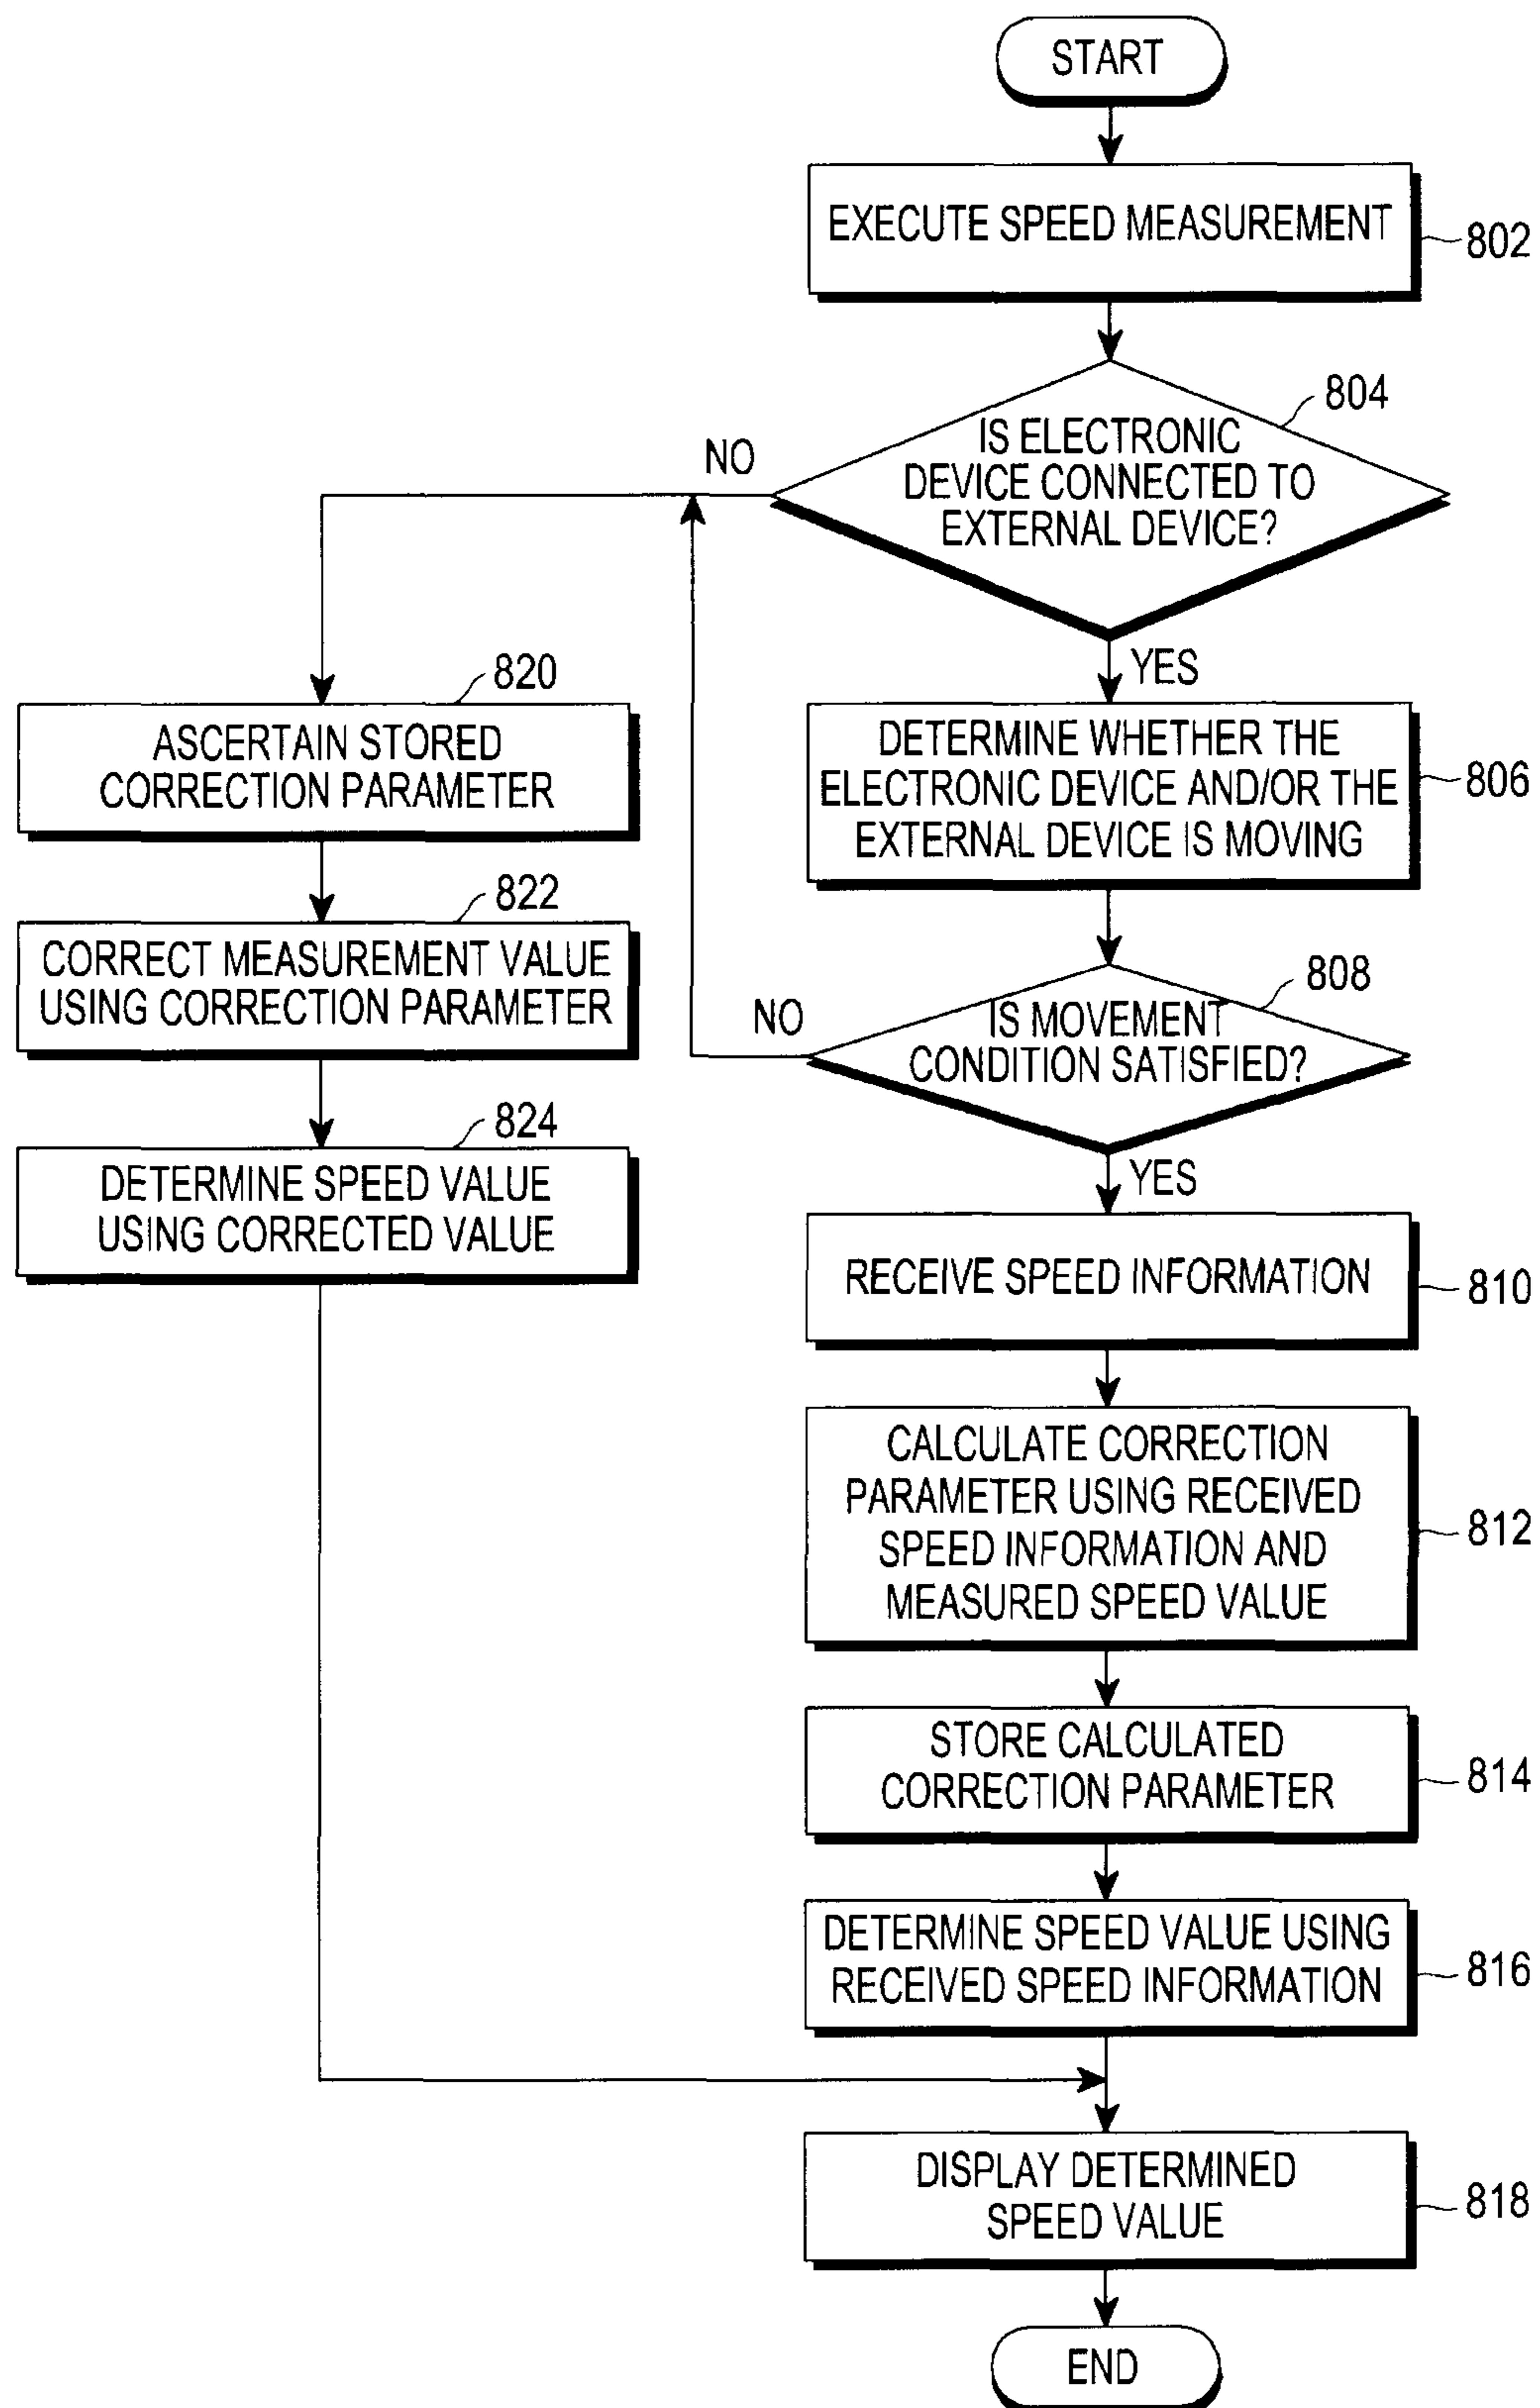 START
EXECUTE SPEED MEASUREMENT
802
804
IS ELECTRONIC
DEVICE CONNECTED TO
EXTERNAL DEVICE?
NO
YES
DETERMINE WHETHER THE
ELECTRONIC DEVICE AND/OR THE
EXTERNAL DEVICE IS MOVING
806
808
IS MOVEMENT
CONDITION SATISFIED?
NO
YES
RECEIVE SPEED INFORMATION
810
CALCULATE CORRECTION
PARAMETER USING RECEIVED
SPEED INFORMATION AND
MEASURED SPEED VALUE
812
STORE CALCULATED
CORRECTION PARAMETER
814
DETERMINE SPEED VALUE USING
RECEIVED SPEED INFORMATION
816
820
ASCERTAIN STORED
CORRECTION PARAMETER
822
CORRECT MEASUREMENT VALUE
USING CORRECTION PARAMETER
824
DETERMINE SPEED VALUE
USING CORRECTED VALUE
DISPLAY DETERMINED
SPEED VALUE
818
END